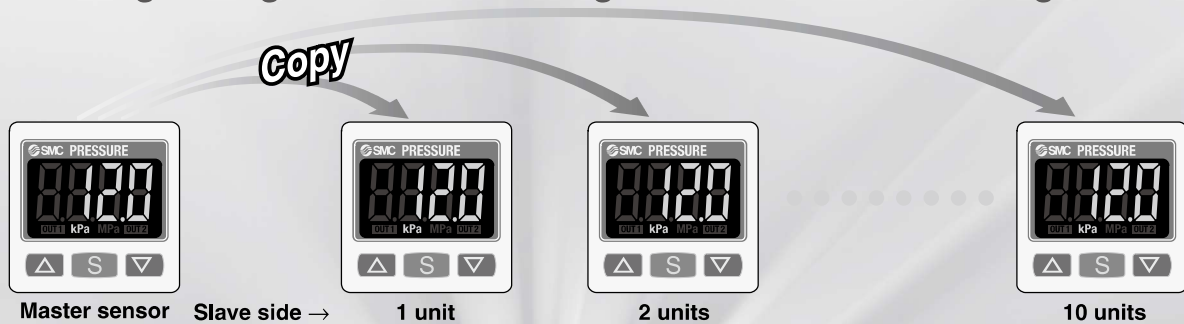 Copy
SMC PRESSURE
12.0
OUT1 kPa MPa OUT2
S
SMC PRESSURE
12.0
OUT1 kPa MPa OUT2
S
SMC PRESSURE
12.0
OUT1 kPa MPa OUT2
S
SMC PRESSURE
12.0
OUT1 kPa MPa OUT2
S
Master sensor Slave side → 1 unit 2 units 10 units